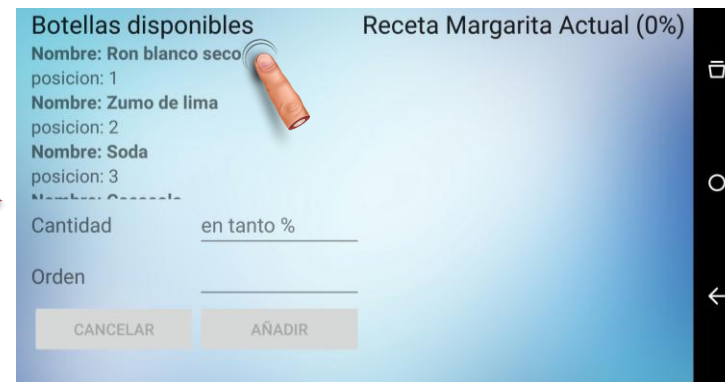 Botellas disponibles
Receta Margarita Actual (0%)
Nombre: Ron blanco seco
posicion: 1
Nombre: Zumo de lima
posicion: 2
Nombre: Soda
posicion: 3
Cantidad en tanto %
Orden
CANCELAR AÑADIR